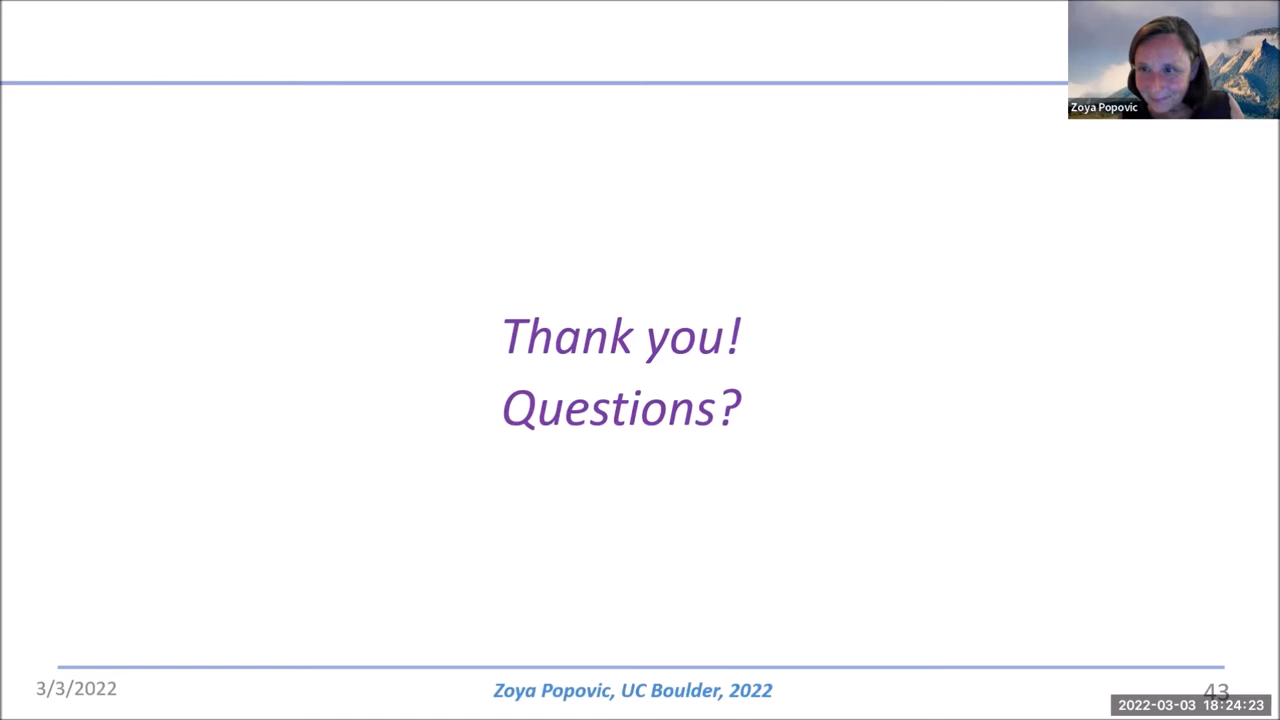 Zoya Popovic
Thank you!
Questions?
3/3/2022
Zoya Popovic, UC Boulder, 2022
43
2022-03-03 18:24:23